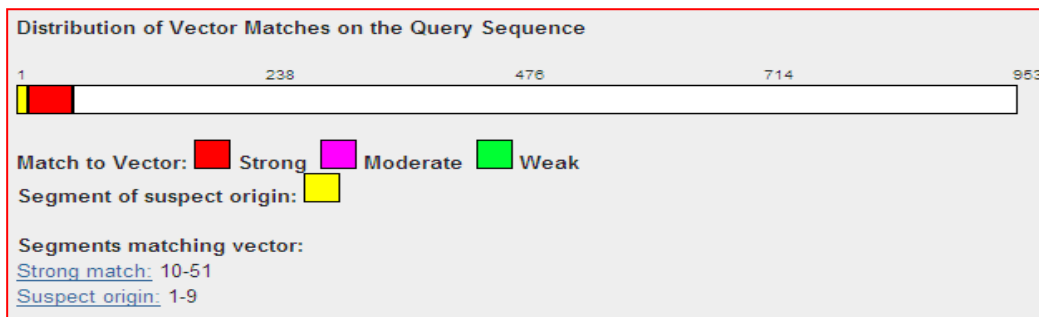 Distribution of Vector Matches on the Query Sequence
1 238 476 714 953
Match to Vector: Strong Moderate Weak
Segment of suspect origin:
Segments matching vector:
Strong match: 10-51
Suspect origin: 1-9